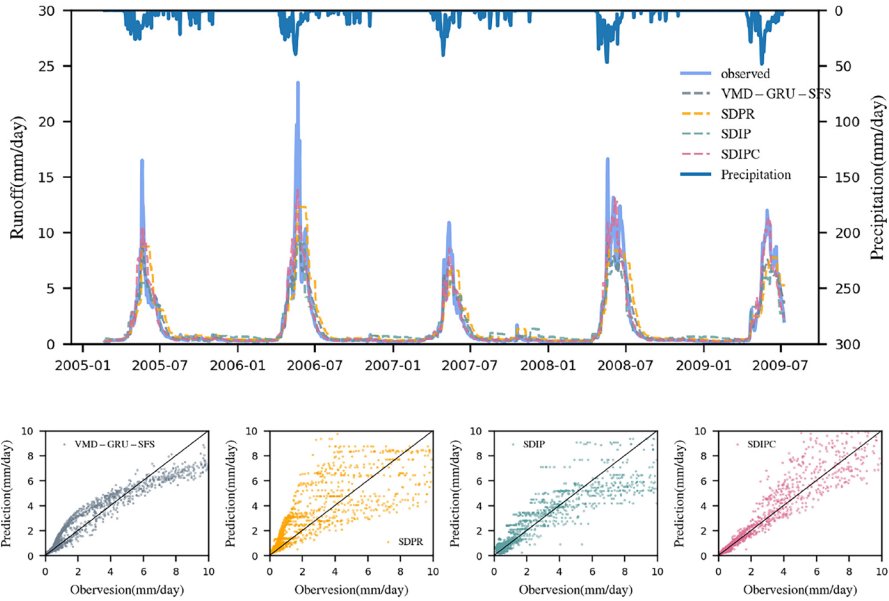 30
25
20
15
10
5
0
Runoff(mm/day)
0
50
100
150
200
250
300
Precipitation(mm/day)
observed
VMD-GRU-SFS
SDPR
SDIP
SDIPC
Precipitation
2005-01 2005-07 2006-01 2006-07 2007-01 2007-07 2008-01 2008-07 2009-01 2009-07
10
8
6
4
2
0
Prediction(mm/day)
VMD-GRU-SFS
0 2 4 6 8 10
Obervesion(mm/day)
10
8
6
4
2
0
Prediction(mm/day)
SDPR
0 2 4 6 8 10
Obervesion(mm/day)
10
8
6
4
2
0
Prediction(mm/day)
SDIP
0 2 4 6 8 10
Obervesion(mm/day)
10
8
6
4
2
0
Prediction(mm/day)
SDIPC
0 2 4 6 8 10
Obervesion(mm/day)